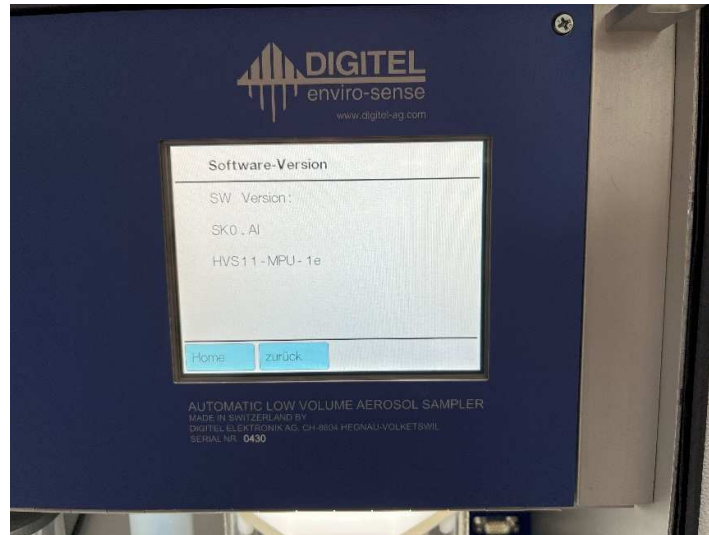 DIGITEL
enviro-sense
www.digitel-ag.com
Software-Version
SW Version:
SK0.AI
HVS11-MPU-1e
Home
zurück
AUTOMATIC LOW VOLUME AEROSOL SAMPLER
MADE IN SWITZERLAND BY
DIGITEL ELEKTRONIK AG, CH-8604 HEGNAU-VOLKETSWIL
SERIAL NR. 0430